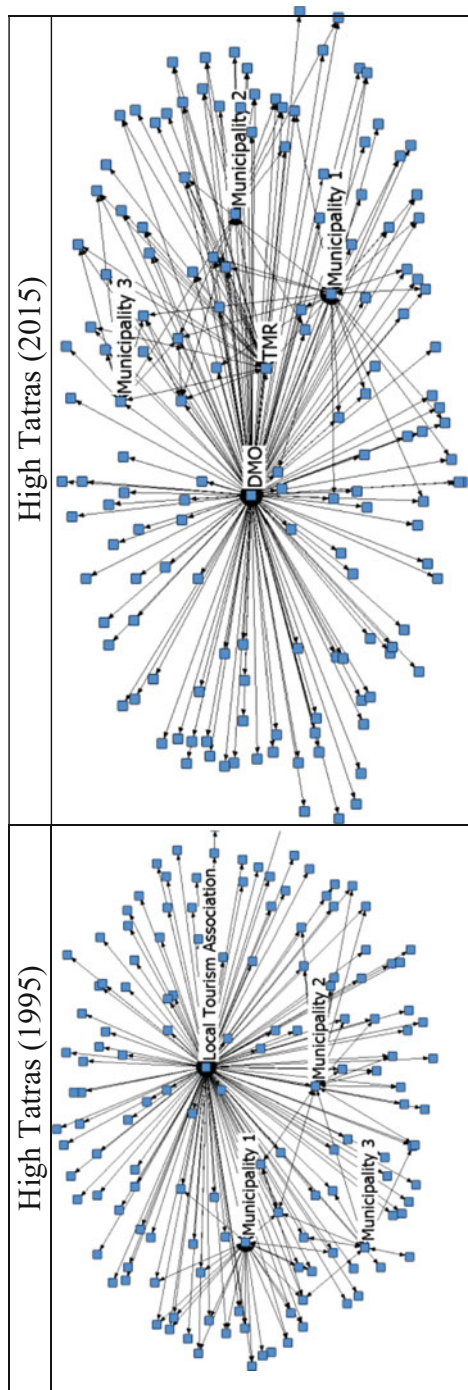 High Tatras (1995)
Local Tourism Association
Municipality 1
Municipality 2
Municipality 3
High Tatras (2015)
Municipality 3
Municipality 2
TMR
Municipality 1
DMO